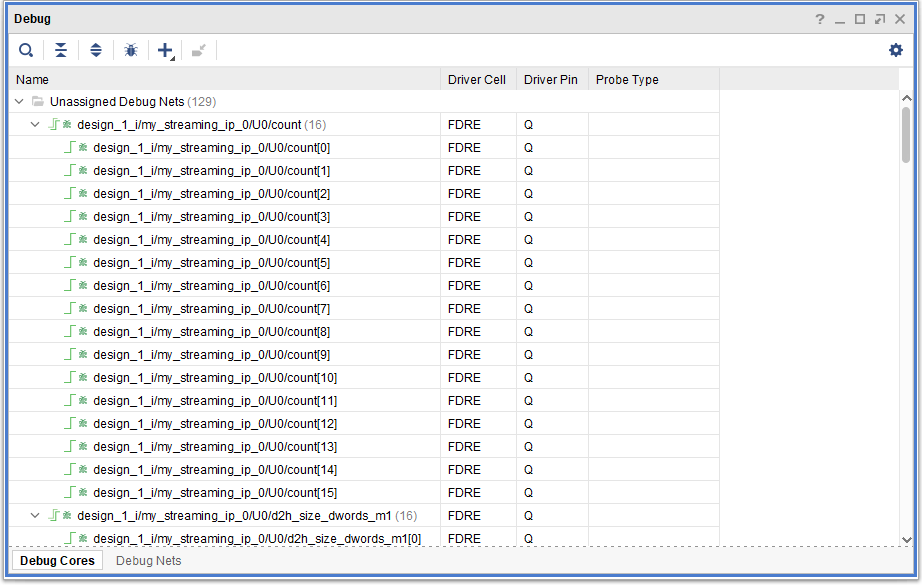 Debug
Name Driver Cell Driver Pin Probe Type
Unassigned Debug Nets (129)
design_1_i/my_streaming_ip_0/U0/count (16) FDRE Q
design_1_i/my_streaming_ip_0/U0/count[0] FDRE Q
design_1_i/my_streaming_ip_0/U0/count[1] FDRE Q
design_1_i/my_streaming_ip_0/U0/count[2] FDRE Q
design_1_i/my_streaming_ip_0/U0/count[3] FDRE Q
design_1_i/my_streaming_ip_0/U0/count[4] FDRE Q
design_1_i/my_streaming_ip_0/U0/count[5] FDRE Q
design_1_i/my_streaming_ip_0/U0/count[6] FDRE Q
design_1_i/my_streaming_ip_0/U0/count[7] FDRE Q
design_1_i/my_streaming_ip_0/U0/count[8] FDRE Q
design_1_i/my_streaming_ip_0/U0/count[9] FDRE Q
design_1_i/my_streaming_ip_0/U0/count[10] FDRE Q
design_1_i/my_streaming_ip_0/U0/count[11] FDRE Q
design_1_i/my_streaming_ip_0/U0/count[12] FDRE Q
design_1_i/my_streaming_ip_0/U0/count[13] FDRE Q
design_1_i/my_streaming_ip_0/U0/count[14] FDRE Q
design_1_i/my_streaming_ip_0/U0/count[15] FDRE Q
design_1_i/my_streaming_ip_0/U0/d2h_size_dwords_m1 (16) FDRE Q
design_1_i/my_streaming_ip_0/U0/d2h_size_dwords_m1[0] FDRE Q
Debug Cores Debug Nets